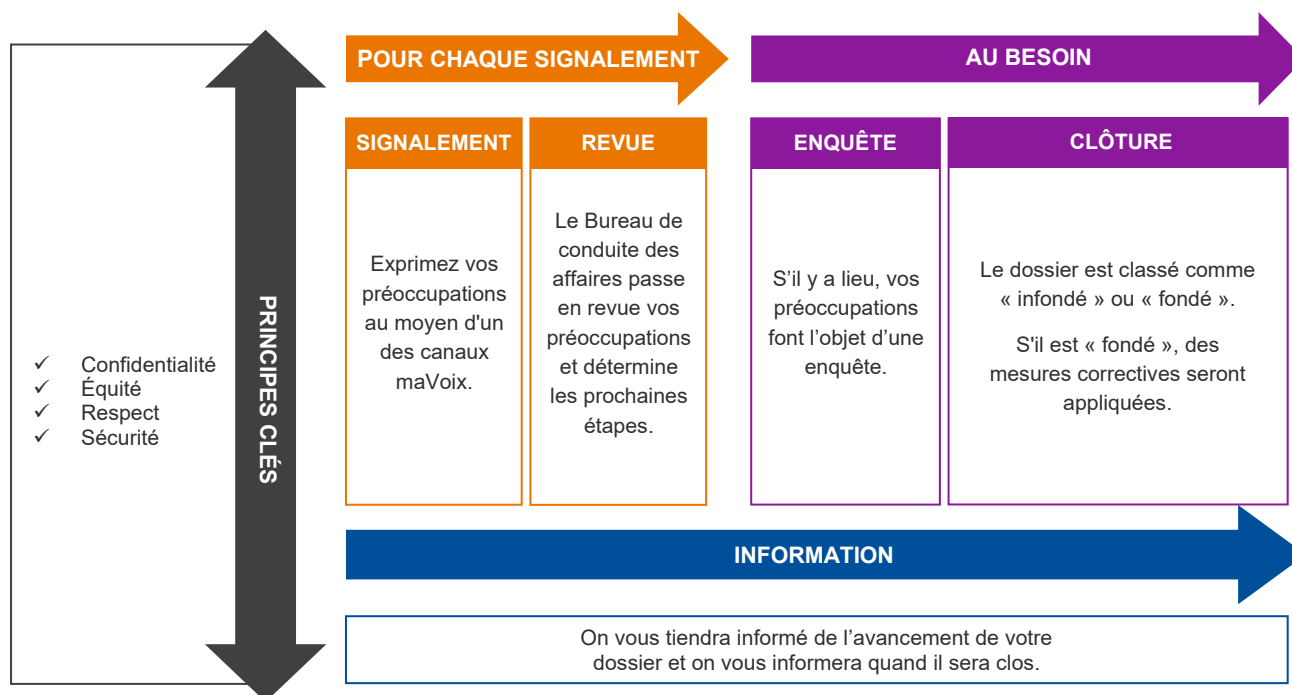 POUR CHAQUE SIGNALEMENT
AU BESOIN
SIGNALEMENT
Exprimez vos
préoccupations
au moyen d'un
des canaux
maVoix.
REVUE
Le Bureau de
conduite des
affaires passe
en revue vos
préoccupations
et détermine
les prochaines
étapes.
ENQUÊTE
S’il y a lieu, vos
préoccupations
font l’objet d’une
enquête.
CLÔTURE
Le dossier est classé comme
« infondé » ou « fondé ».
S'il est « fondé », des
mesures correctives seront
appliquées.
PRINCIPES CLÉS
✓ Confidentialité
✓ Équité
✓ Respect
✓ Sécurité
INFORMATION
On vous tiendra informé de l’avancement de votre
dossier et on vous informera quand il sera clos.